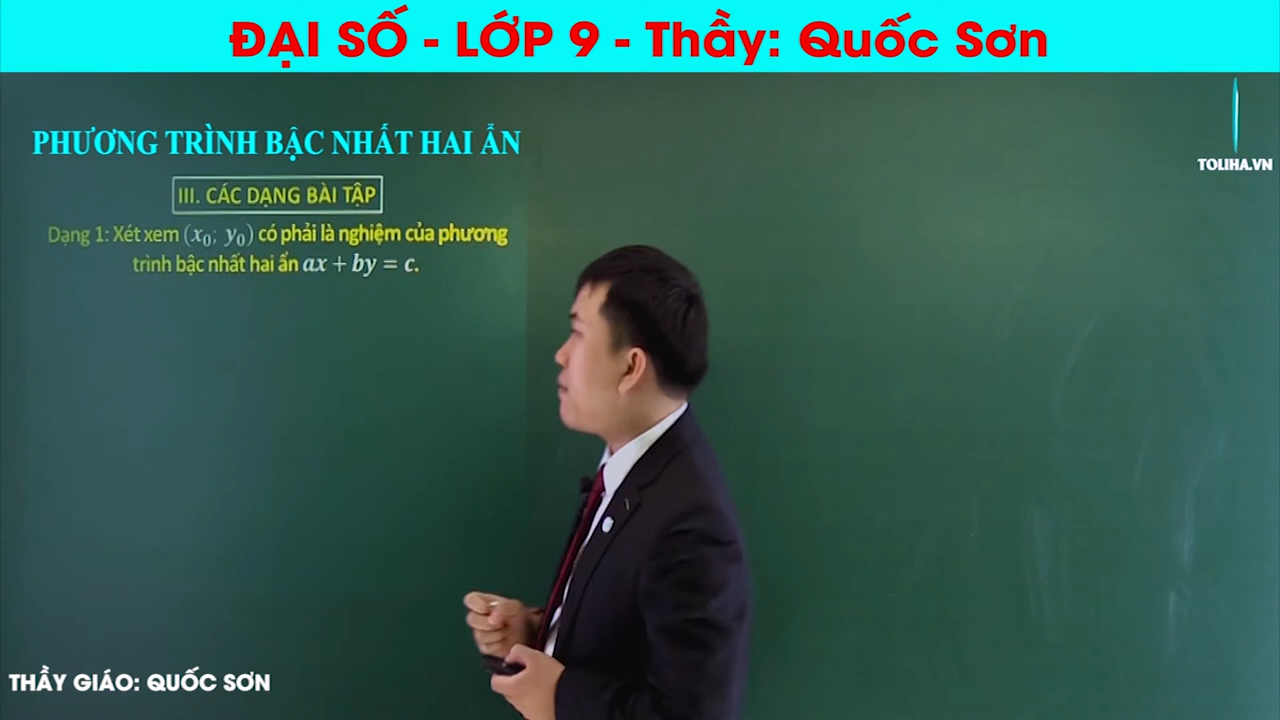 ĐẠI SỐ - LỚP 9 - Thầy: Quốc Sơn
TOLIHA.VN
PHƯƠNG TRÌNH BẬC NHẤT HAI ẨN
III. CÁC DẠNG BÀI TẬP
Dạng 1: Xét xem (x₀; y₀) có phải là nghiệm của phương
trình bậc nhất hai ẩn ax + by = c.
THẦY GIÁO: QUỐC SƠN